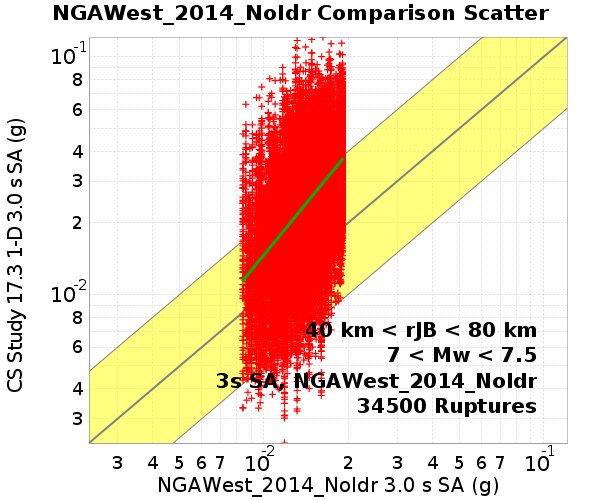 NGAWest_2014_NoIdr Comparison Scatter
CS Study 17.3 1-D 3.0 s SA (g)
10-1
8
6
4
3
2
10-2
8
6
4
3
40 km < rJB < 80 km
7 < Mw < 7.5
3s SA, NGAWest_2014_NoIdr
34500 Ruptures
3 4 5 6 7 10-2 2 3 4 5 6 7 10-1
NGAWest_2014_NoIdr 3.0 s SA (g)